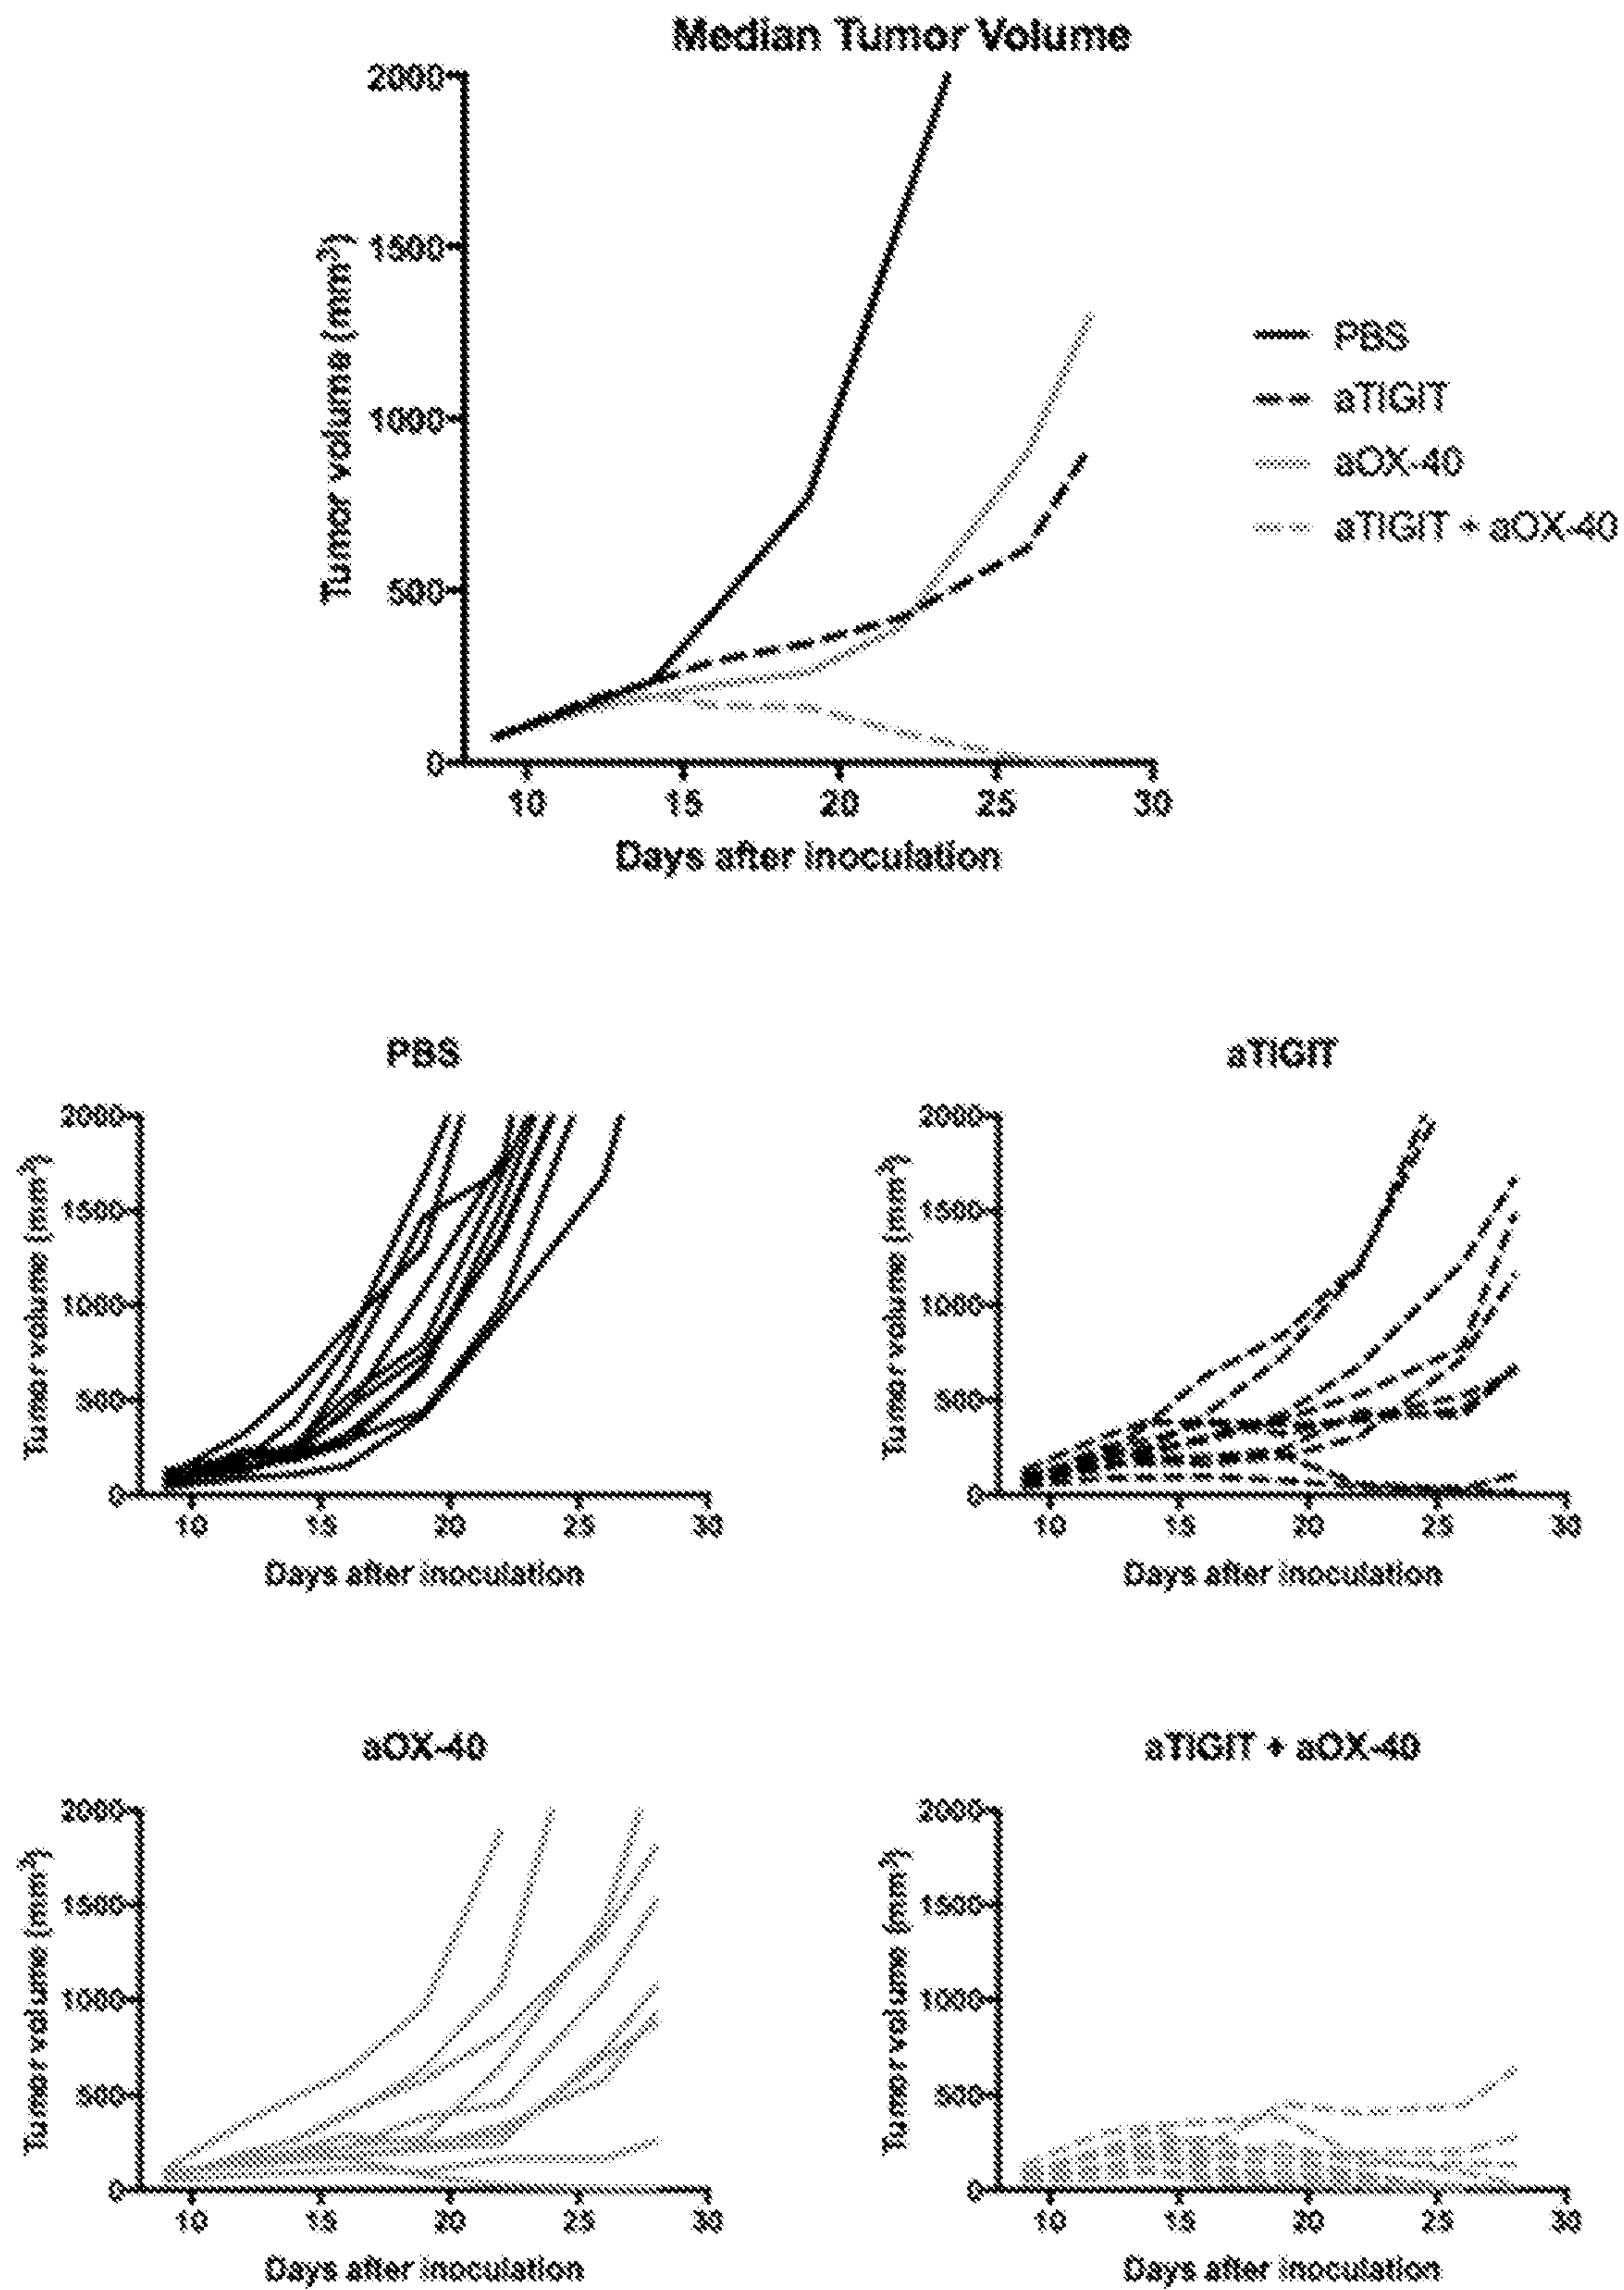 Median Tumor Volume
2000
1500
1000
500
0
Tumor volume (mm³)
10 15 20 25 30
Days after inoculation
PBS
aTIGIT
aOX-40
aTIGIT + aOX-40
PBS
2000
1500
1000
500
0
Tumor volume (mm³)
10 15 20 25 30
Days after inoculation
aTIGIT
2000
1500
1000
500
0
Tumor volume (mm³)
10 15 20 25 30
Days after inoculation
aOX-40
2000
1500
1000
500
0
Tumor volume (mm³)
10 15 20 25 30
Days after inoculation
aTIGIT + aOX-40
2000
1500
1000
500
0
Tumor volume (mm³)
10 15 20 25 30
Days after inoculation